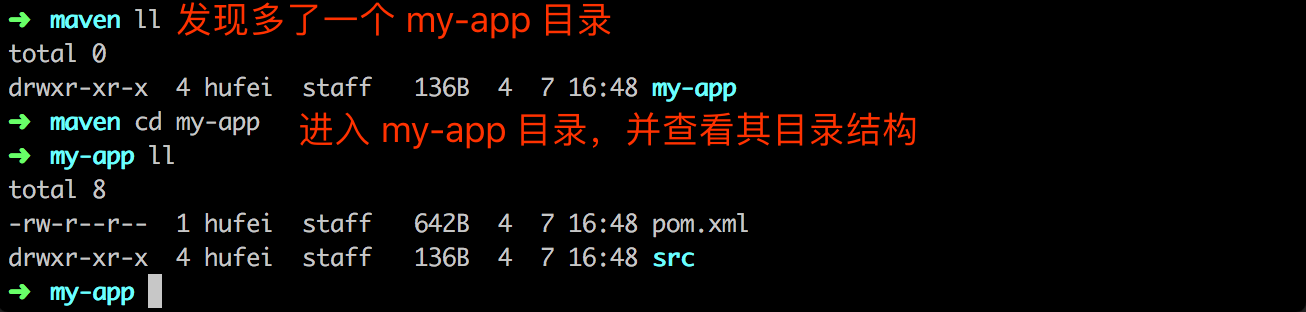 ➜ maven ll 发现多了一个 my-app 目录
total 0
drwxr-xr-x 4 hufei staff 136B 4 7 16:48 my-app
➜ maven cd my-app 进入 my-app 目录，并查看其目录结构
➜ my-app ll
total 8
-rw-r--r-- 1 hufei staff 642B 4 7 16:48 pom.xml
drwxr-xr-x 4 hufei staff 136B 4 7 16:48 src
➜ my-app